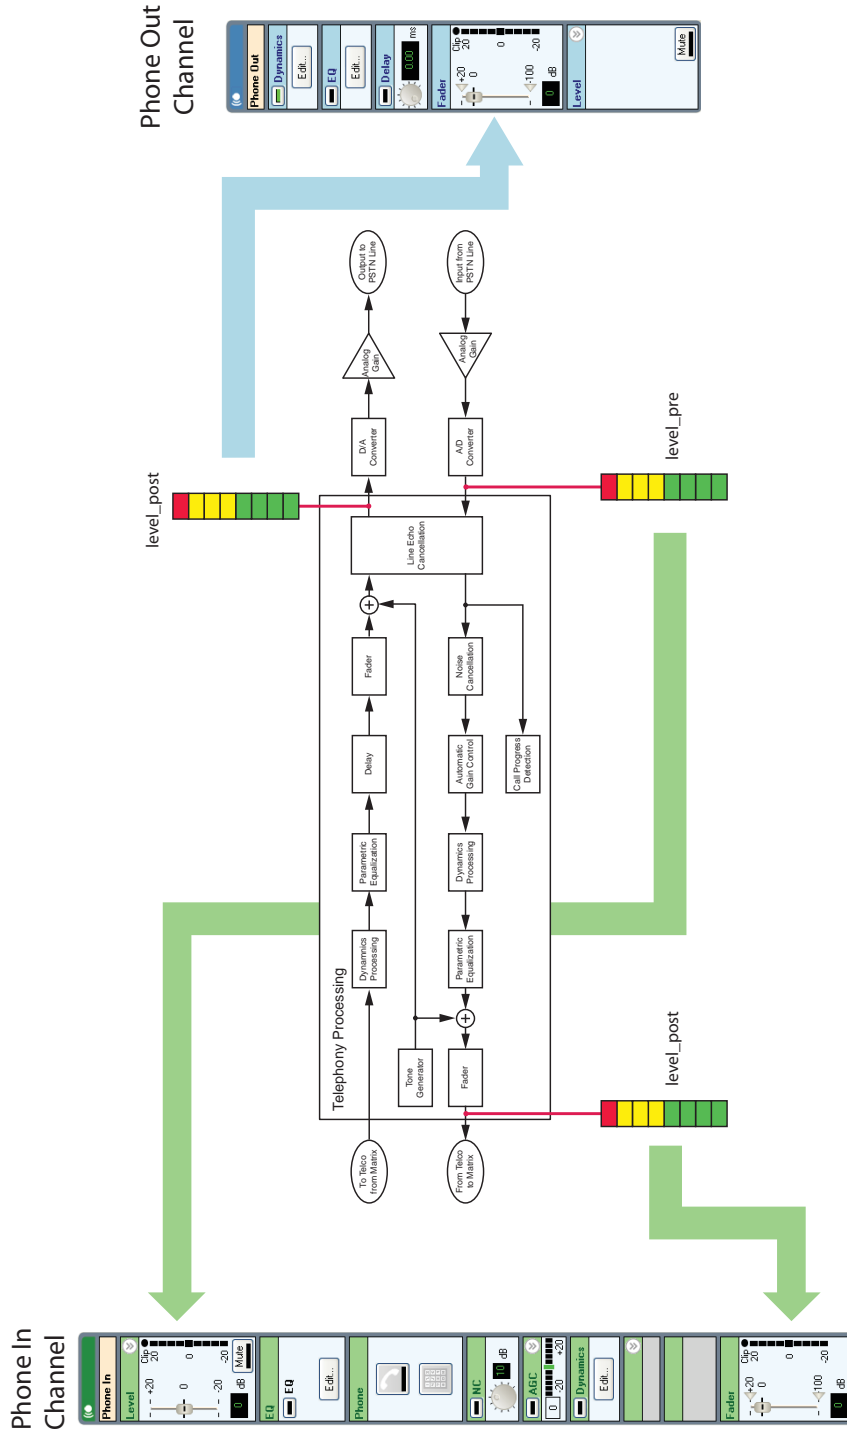 Phone In
Channel
Phone In
Level
+20
0
-20
0 dB
Clip
20
0
-20
Mute
EQ
EQ
Edit...
Phone
NC
10 dB
AGC
0
-20
+20
Dynamics
Edit...
Fader
+20
0
-100
0 dB
Clip
20
0
-20
level_post
Phone Out
Channel
Phone Out
Dynamics
Edit...
EQ
Edit...
Delay
0.00 ms
Fader
+20
0
-100
0 dB
Clip
20
0
-20
Level
Mute
Telephony Processing
To Telco
from Matrix
Dynamnics
Processing
Parametric
Equalization
Delay
Fader
+
Line Echo
Cancellation
D/A
Converter
Analog
Gain
Output to
PSTN Line
Tone
Generator
From Telco
to Matrix
Fader
+
Parametric
Equalization
Dynamics
Processing
Automatic
Gain Control
Noise
Cancellation
A/D
Converter
Analog
Gain
Input from
PSTN Line
Call Progress
Detection
level_post
level_pre